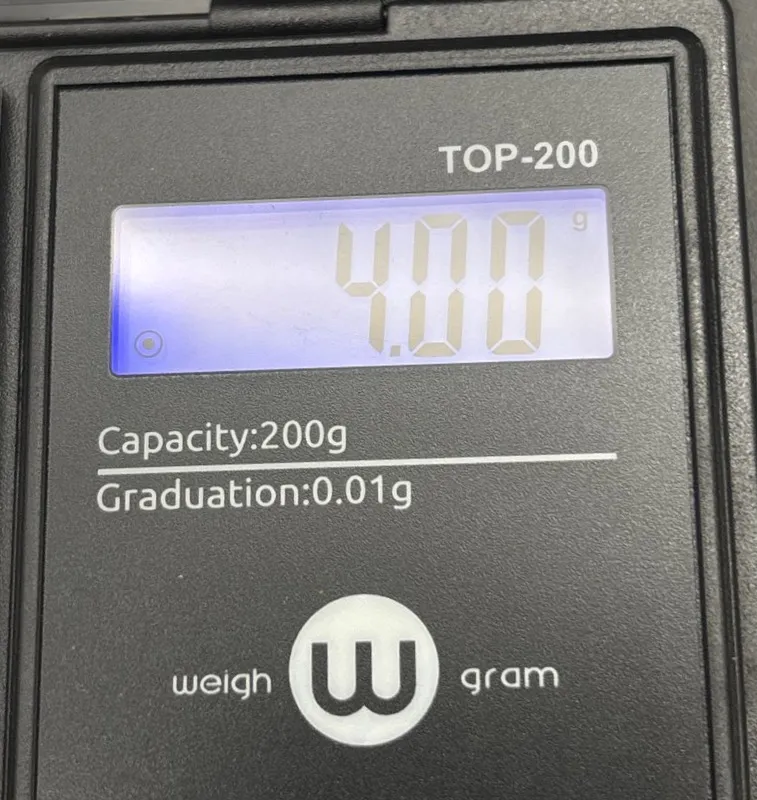 TOP-200
4.00 g
Capacity:200g
Graduation:0.01g
weigh W gram